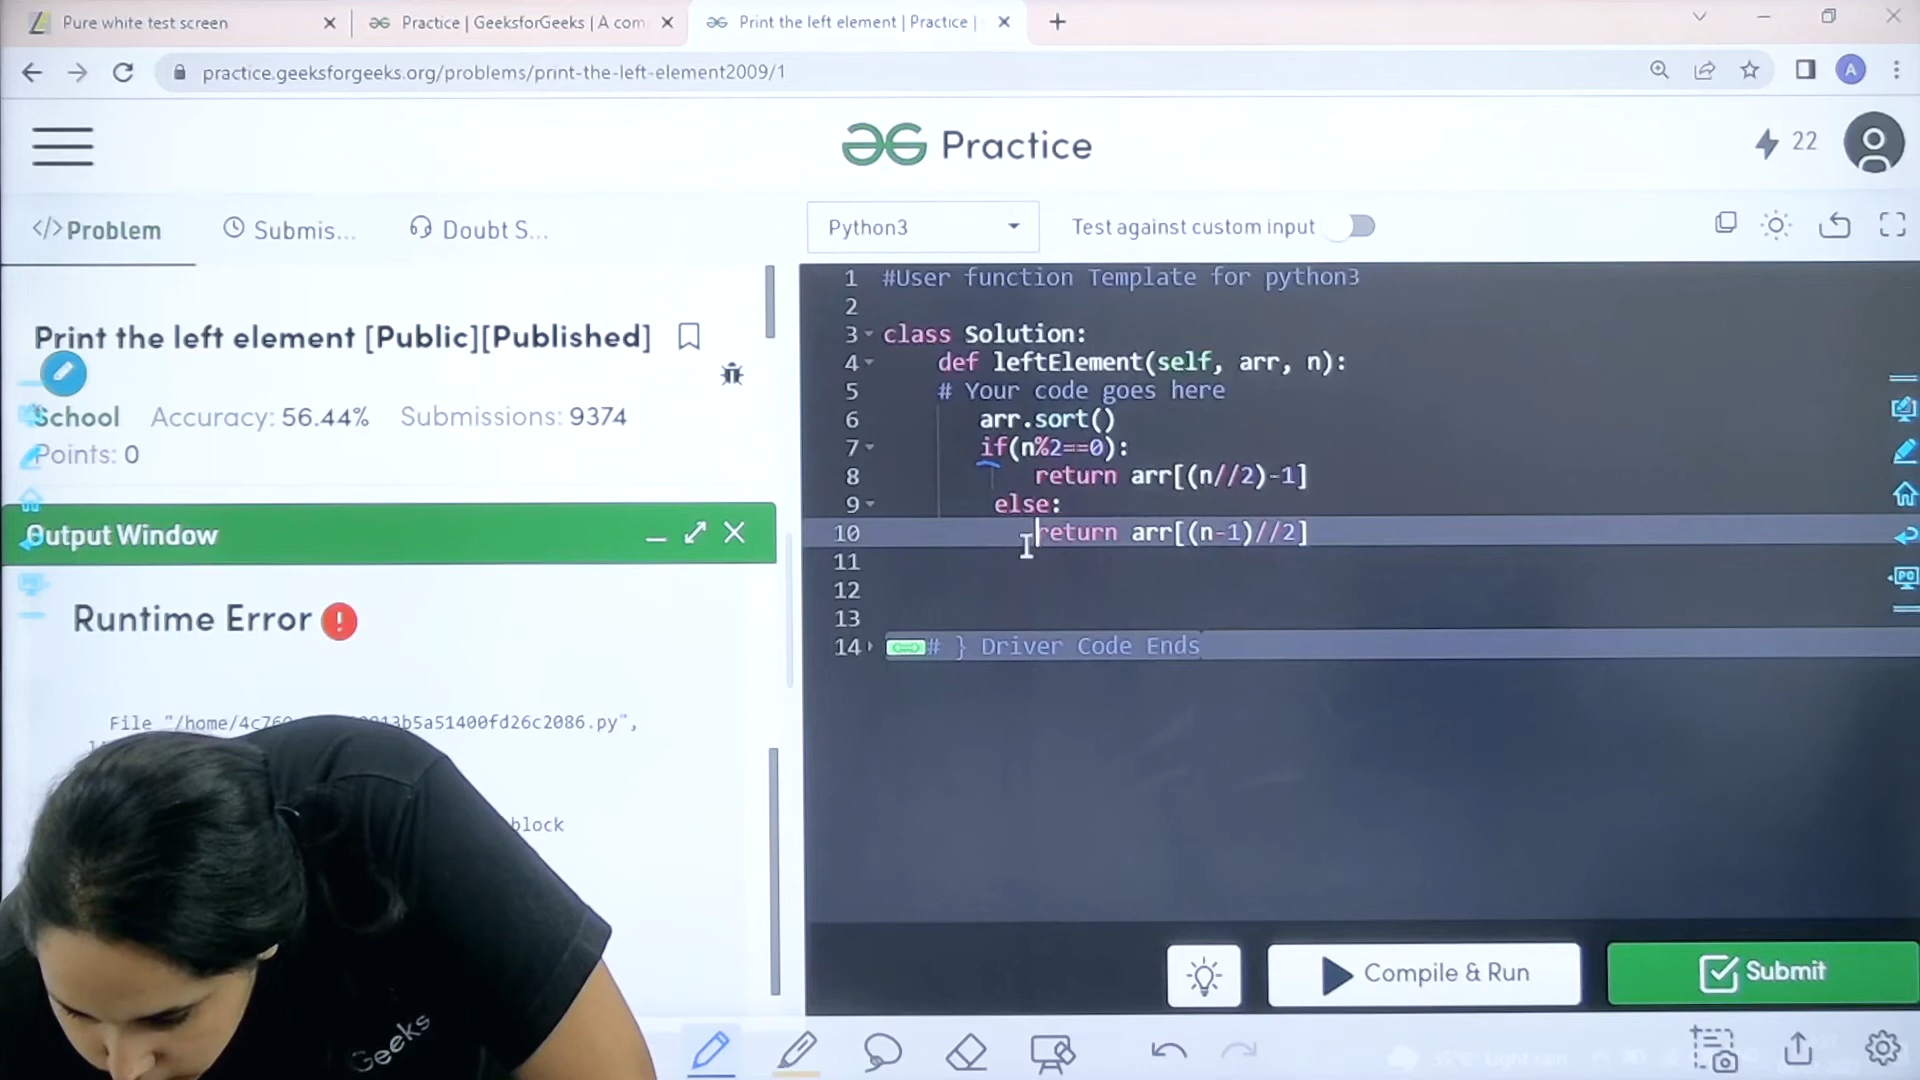 Pure white test screen
Practice | GeeksforGeeks | A com
Print the left element | Practice |
practice.geeksforgeeks.org/problems/print-the-left-element2009/1
A
Practice
22
</>Problem
Submis...
Doubt S...
Python3
Test against custom input
Print the left element [Public][Published]
School Accuracy: 56.44% Submissions: 9374
Points: 0
Output Window
Runtime Error !
block
1 #User function Template for python3
2
3 class Solution:
4 def leftElement(self, arr, n):
5 # Your code goes here
6 arr.sort()
7 if(n%2==0):
8 return arr[(n//2)-1]
9 else:
10 return arr[(n-1)//2]
11
12
13
14 # } Driver Code Ends
Compile & Run
Submit
Geeks